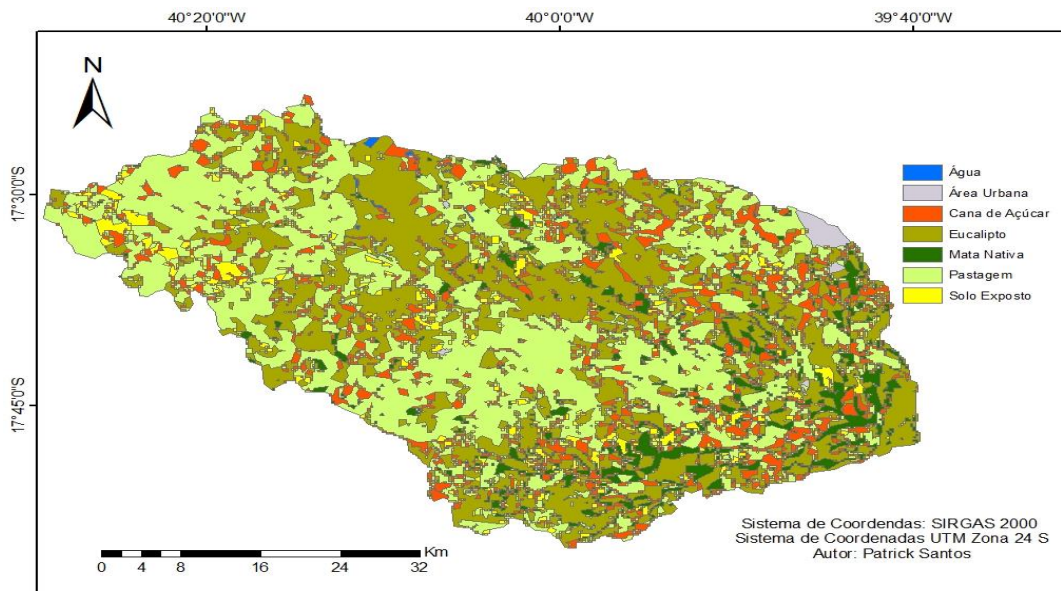 40°20'0"W
40°0'0"W
39°40'0"W
N
17°30'0"S
17°45'0"S
Água
Área Urbana
Cana de Açúcar
Eucalipto
Mata Nativa
Pastagem
Solo Exposto
Km
0 4 8 16 24 32
Sistema de Coordendas: SIRGAS 2000
Sistema de Coordenadas UTM Zona 24 S
Autor: Patrick Santos